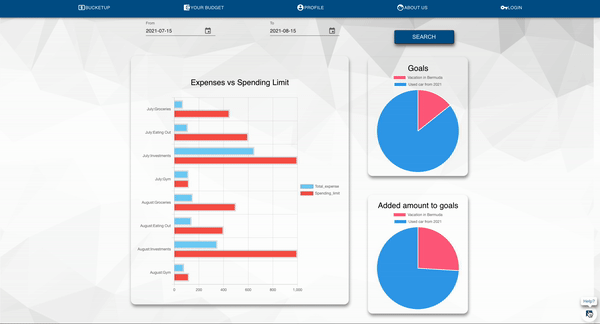 BUCKETUP YOUR BUDGET PROFILE ABOUT US LOGIN
From To
2021-07-15 2021-08-15
SEARCH
Expenses vs Spending Limit
July Groceries
July Eating Out
July Investments
July Gym
August Groceries
August Eating Out
August Investments
August Gym
0 200 400 600 800 1,000
Total_expense
Spending_limit
Goals
Vacation in Bermuda
Used car from 2021
Added amount to goals
Vacation in Bermuda
Used car from 2021
Help?